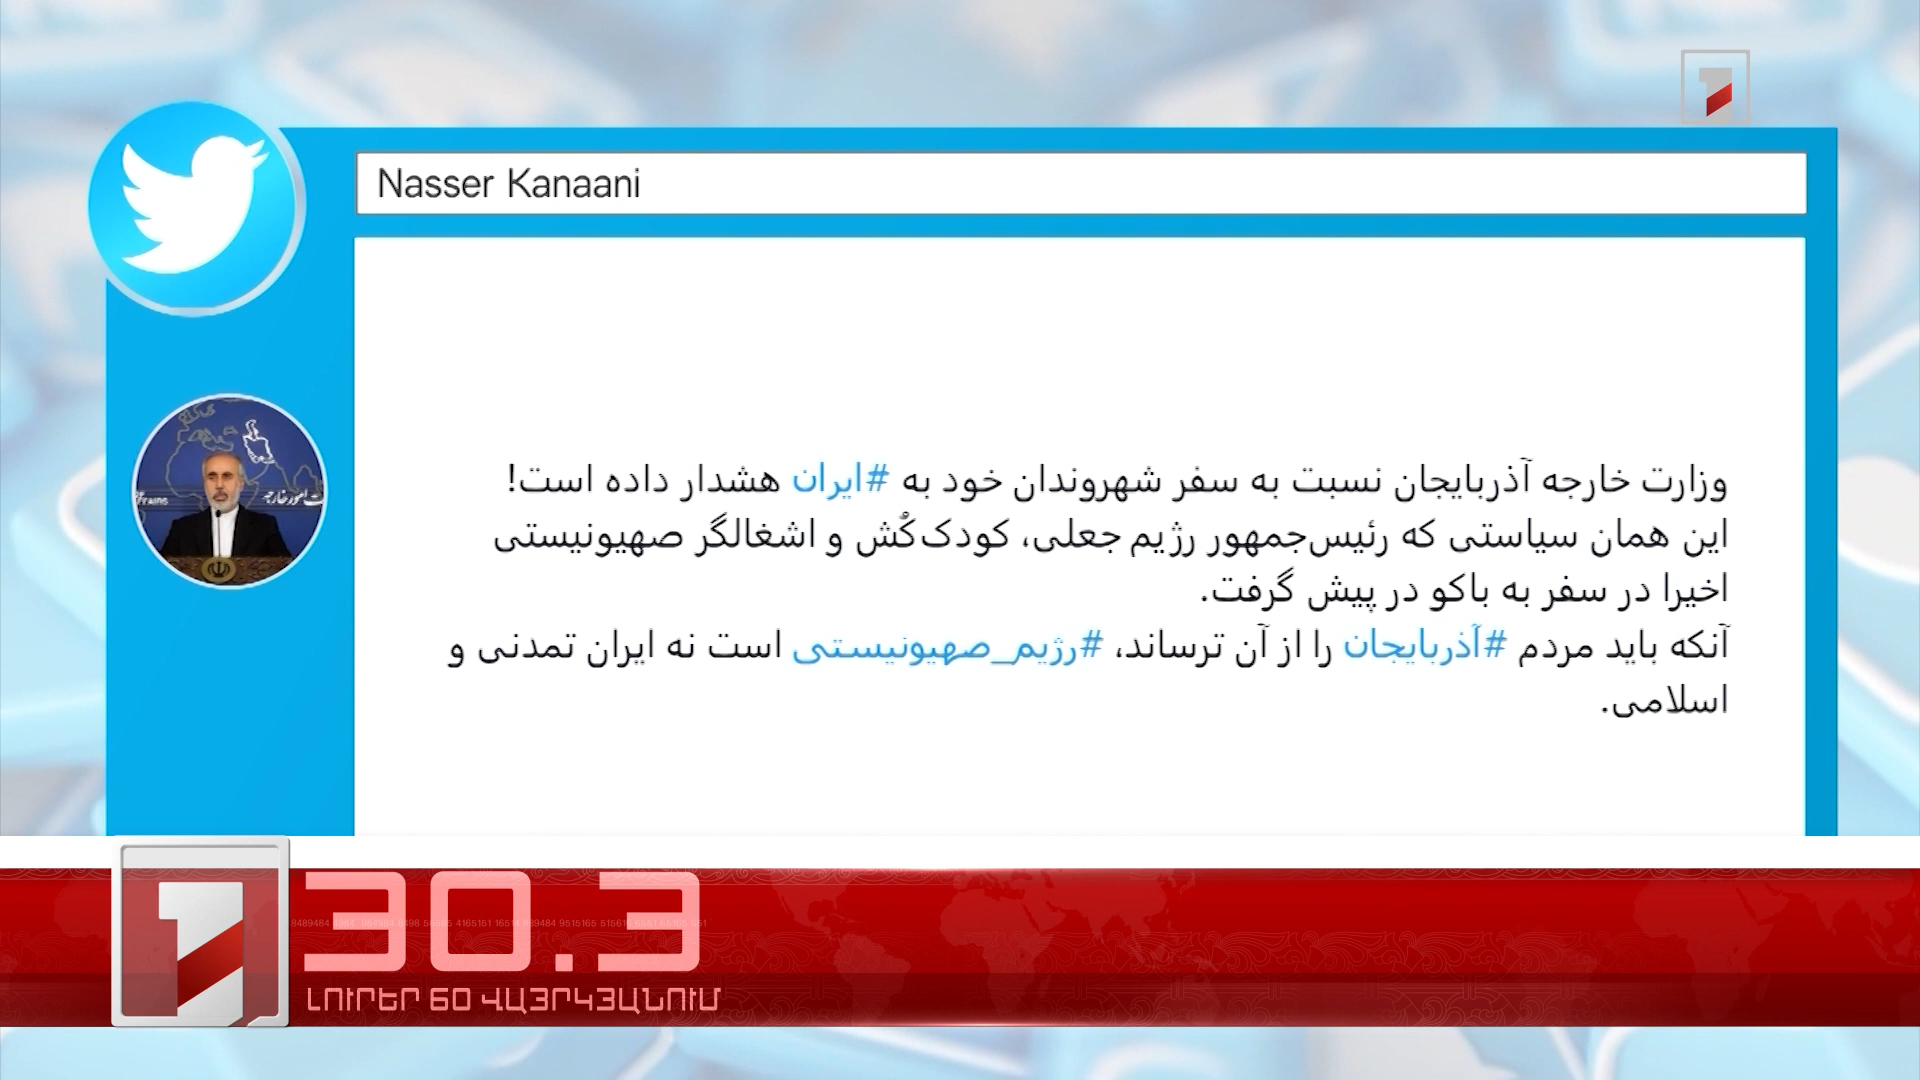 Nasser Kanaani
وزارت خارجه آذربایجان نسبت به سفر شهروندان خود به #ایران هشدار داده است!
این همان سیاستی که رئیس‌جمهور رژیم جعلی، کودک‌کُش و اشغالگر صهیونیستی
اخیرا در سفر به باکو در پیش گرفت.
آنکه باید مردم #آذربایجان را از آن ترساند، #رژیم_صهیونیستی است نه ایران تمدنی و
اسلامی.
30.3
ԼՈՒՐԵՐ 60 ՎԱՅՐԿՅԱՆՈՒՄ